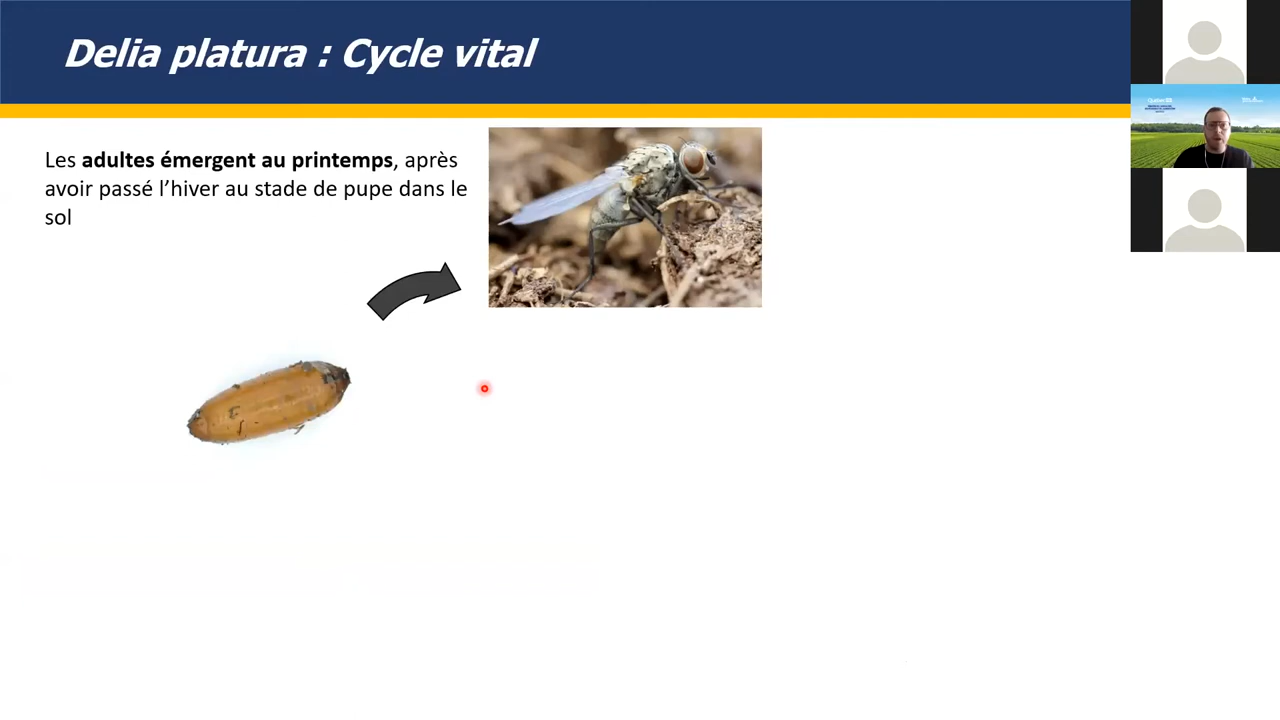 Delia platura : Cycle vital
Les adultes émergent au printemps, après
avoir passé l'hiver au stade de pupe dans le
sol
Québec